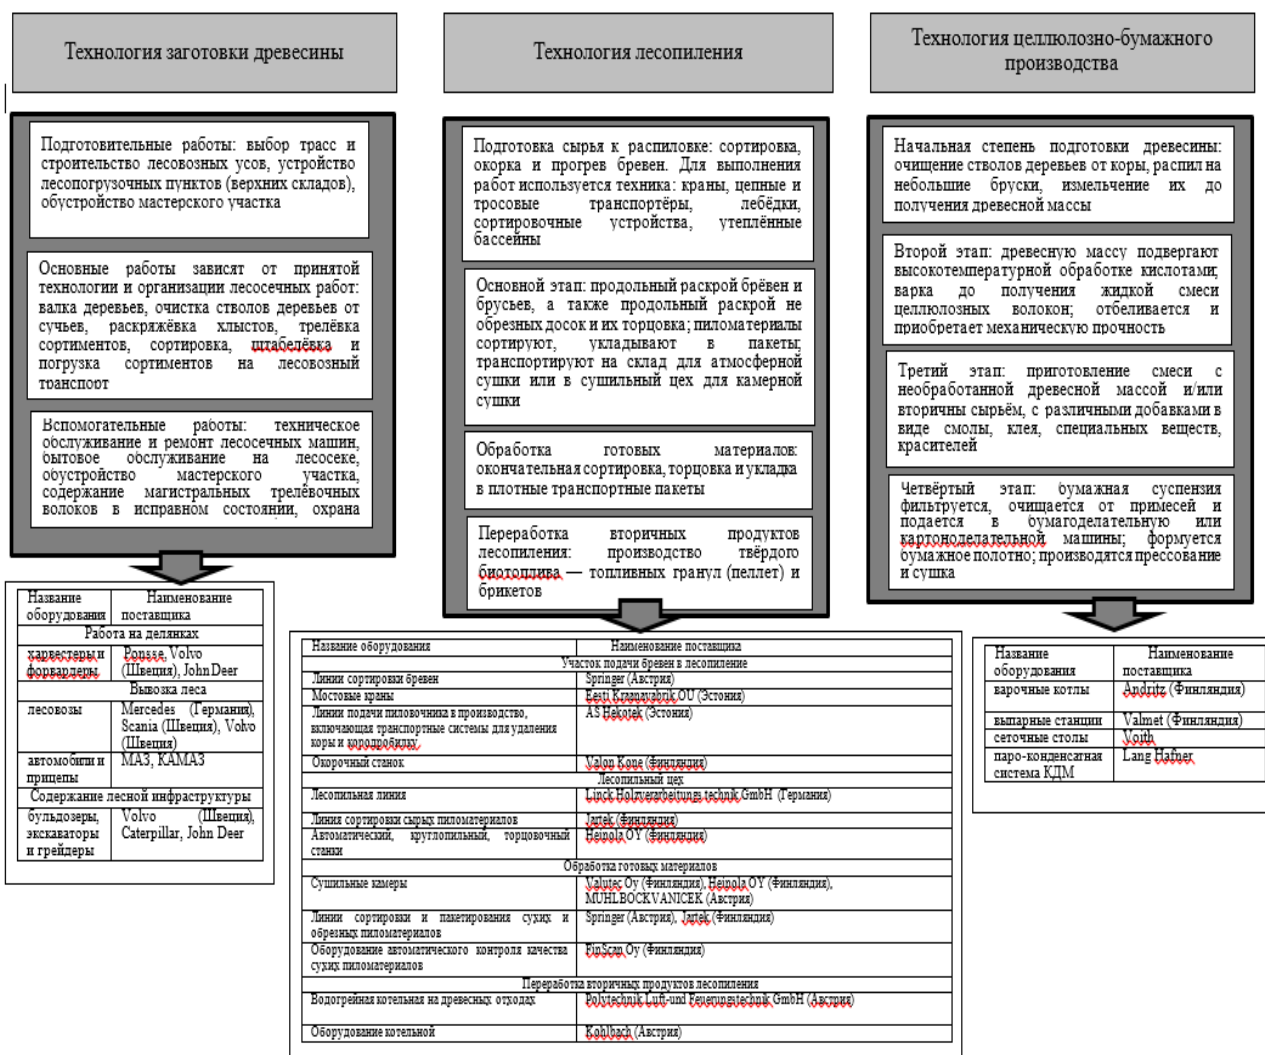 Технология заготовки древесины
Подготовительные работы: выбор трасс и
строительство лесовозных усов, устройство
лесопогрузочных пунктов (верхних складов),
обустройство мастерского участка
Основные работы зависят от принятой
технологии и организации лесосечных работ:
валка деревьев, очистка стволов деревьев от
сучьев, раскряжёвка хлыстов, трелёвка
сортиментов, сортировка, штабелёвка и
погрузка сортиментов на лесовозный
транспорт
Вспомогательные работы: техническое
обслуживание и ремонт лесосечных машин,
бытовое обслуживание на лесосеке,
обустройство мастерского участка,
содержание магистральных трелёвочных
волоков в исправном состоянии, охрана
Название оборудования
Наименование поставщика
Работа на делянках
харвестеры и форвардеры
Ponsse, Volvo
(Швеция), John Deer
Вывозка леса
лесовозы
Mercedes (Германия),
Scania (Швеция), Volvo
(Швеция)
автомобили и прицепы
МАЗ, КАМАЗ
Содержание лесной инфраструктуры
бульдозеры,
экскаваторы
и грейдеры
Volvo (Швеция),
Caterpillar, John Deer
Технология лесопиления
Подготовка сырья к распиловке: сортировка,
окорка и прогрев бревен. Для выполнения
работ используется техника: краны, цепные и
тросовые транспортёры, лебёдки,
сортировочные устройства, утеплённые
бассейны
Основной этап: продольный раскрой брёвен и
брусьев, а также продольный раскрой не
обрезных досок и их торцовка; пиломатериалы
сортируют, укладывают в пакеты;
транспортируют на склад для атмосферной
сушки или в сушильный цех для камерной
сушки
Обработка готовых материалов:
окончательная сортировка, торцовка и укладка
в плотные транспортные пакеты
Переработка вторичных продуктов
лесопиления: производство твёрдого
биотоплива — топливных гранул (пеллет) и
брикетов
Название оборудования
Наименование поставщика
Участок подачи бревен в лесопиление
Линии сортировки бревен
Springer (Австрия)
Мостовые краны
Eesti Kraanavabrik OU (Эстония)
Линии подачи пиловочника в производство,
включающая транспортные системы для удаления
коры и кородробилку
AS Hekotek (Эстония)
Окорочный станок
Valon Kone (Финляндия)
Лесопильный цех
Лесопильная линия
Linck Holzverarbeitungs technik GmbH (Германия)
Линия сортировки сырых пиломатериалов
Jartek (Финляндия)
Автоматический, круглопильный, торцовочный
станки
Heinola OY (Финляндия)
Обработка готовых материалов
Сушильные камеры
Valutec Oy (Финляндия), Heinola OY (Финляндия),
MUHLBOCKVANICEK (Австрия)
Линии сортировки и пакетирования сухих и
обрезных пиломатериалов
Springer (Австрия), Jartek (Финляндия)
Оборудование автоматического контроля качества
сухих пиломатериалов
FinScan Oy (Финляндия)
Переработка вторичных продуктов лесопиления
Водогрейная котельная на древесных отходах
Polytechnik Luft-und Feuerungstechnik GmbH (Австрия)
Оборудование котельной
Kohlbach (Австрия)
Технология целлюлозно-бумажного
производства
Начальная степень подготовки древесины:
очищение стволов деревьев от коры, распил на
небольшие бруски, измельчение их до
получения древесной массы
Второй этап: древесную массу подвергают
высокотемпературной обработке кислотами;
варка до получения жидкой смеси
целлюлозных волокон; отбеливается и
приобретает механическую прочность
Третий этап: приготовление смеси с
необработанной древесной массой и/или
вторичны сырьём, с различными добавками в
виде смолы, клея, специальных веществ,
красителей
Четвёртый этап: бумажная суспензия
фильтруется, очищается от примесей и
подается в бумагоделательную или
картоноделательной машины; формуется
бумажное полотно; производятся прессование
и сушка
Название оборудования
Наименование поставщика
варочные котлы
Andritz (Финляндия)
выпарные станции
Valmet (Финляндия)
сеточные столы
Voith
паро-конденсатная
система КДМ
Lang Hafner